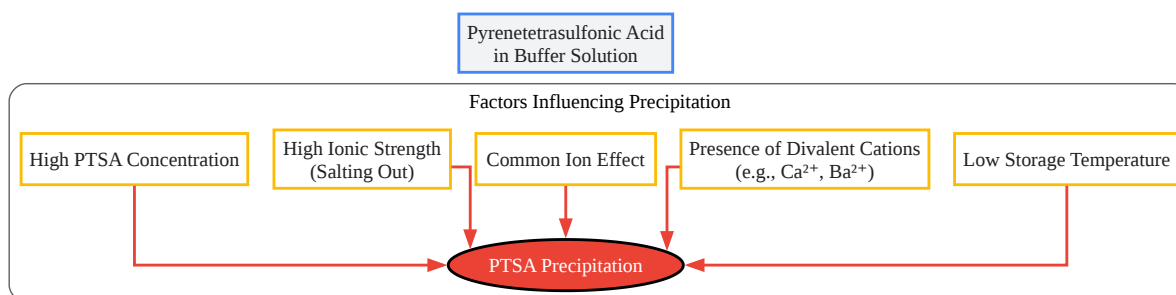 Pyrenetetrasulfonic Acid
in Buffer Solution
Factors Influencing Precipitation
High PTSA Concentration
High Ionic Strength
(Salting Out)
Common Ion Effect
Presence of Divalent Cations
(e.g., Ca²⁺, Ba²⁺)
Low Storage Temperature
PTSA Precipitation